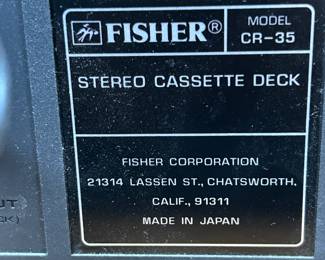 FISHER®
MODEL
CR-35
STEREO CASSETTE DECK
FISHER CORPORATION
21314 LASSEN ST., CHATSWORTH,
CALIF., 91311
MADE IN JAPAN